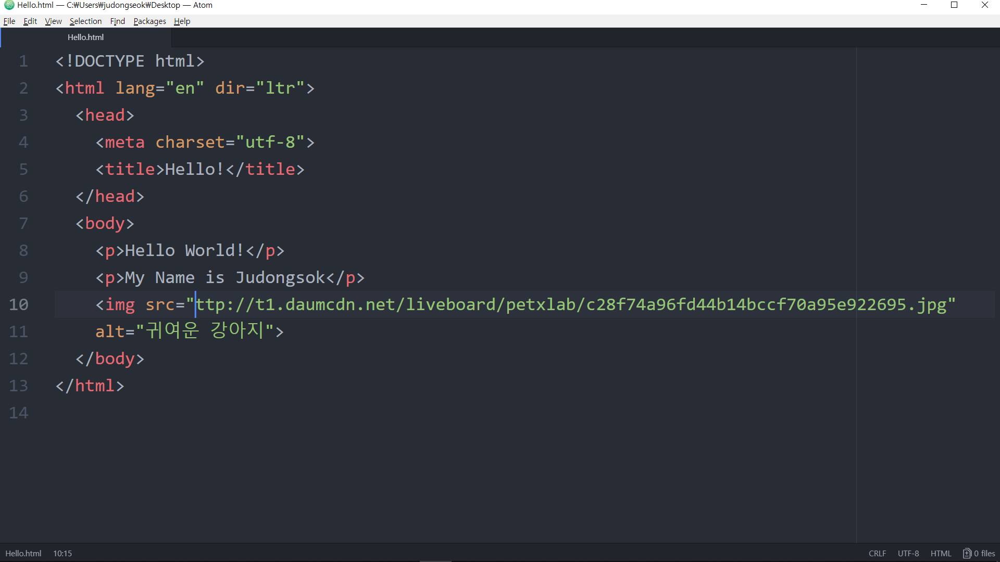 Hello.html — C:₩Users₩judongseok₩Desktop — Atom
File Edit View Selection Find Packages Help
Hello.html
1 <!DOCTYPE html>
2 <html lang="en" dir="ltr">
3 <head>
4 <meta charset="utf-8">
5 <title>Hello!</title>
6 </head>
7 <body>
8 <p>Hello World!</p>
9 <p>My Name is Judongsok</p>
10 <img src="ttp://t1.daumcdn.net/liveboard/petxlab/c28f74a96fd44b14bccf70a95e922695.jpg"
11 alt="귀여운 강아지">
12 </body>
13 </html>
14
Hello.html 10:15 CRLF UTF-8 HTML 0 files